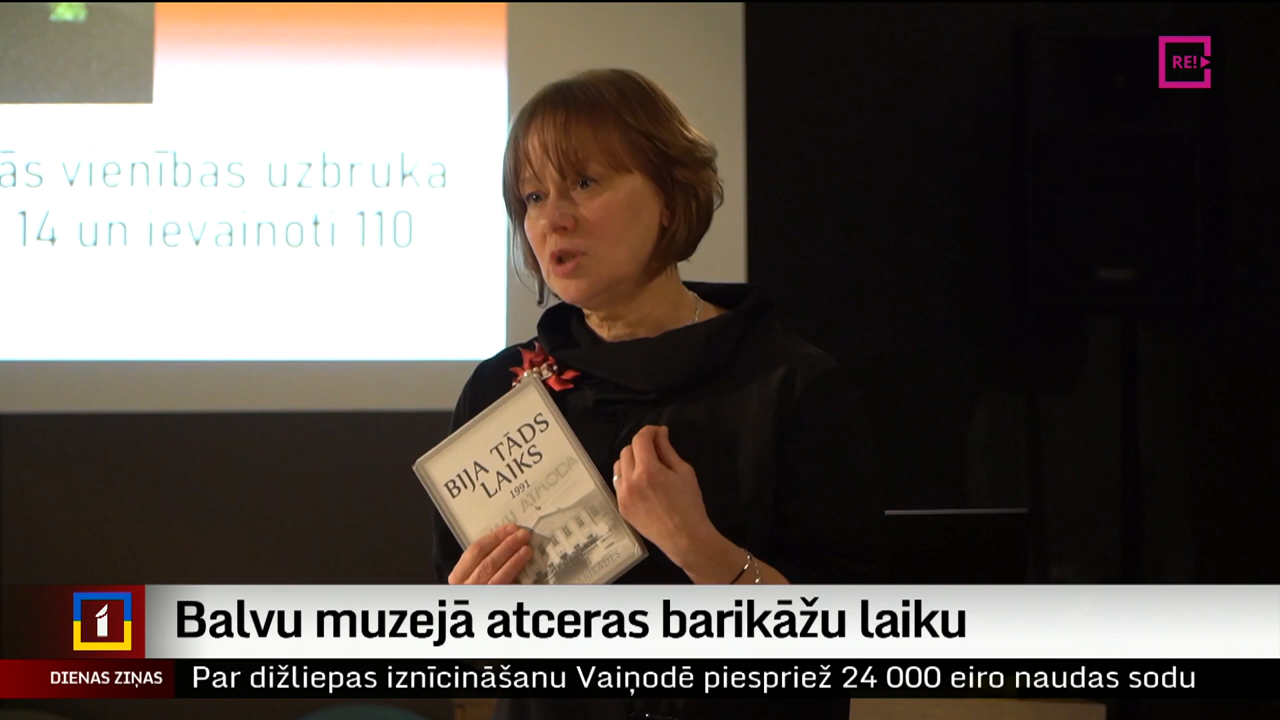 RE!
ās vienības uzbruka
14 un ievainoti 110
BIJA TĀDS
LAIKS
1991
1
Balvu muzejā atceras barikāžu laiku
DIENAS ZIŅAS
Par dižliepas iznīcināšanu Vaiņodē piespriež 24 000 eiro naudas sodu